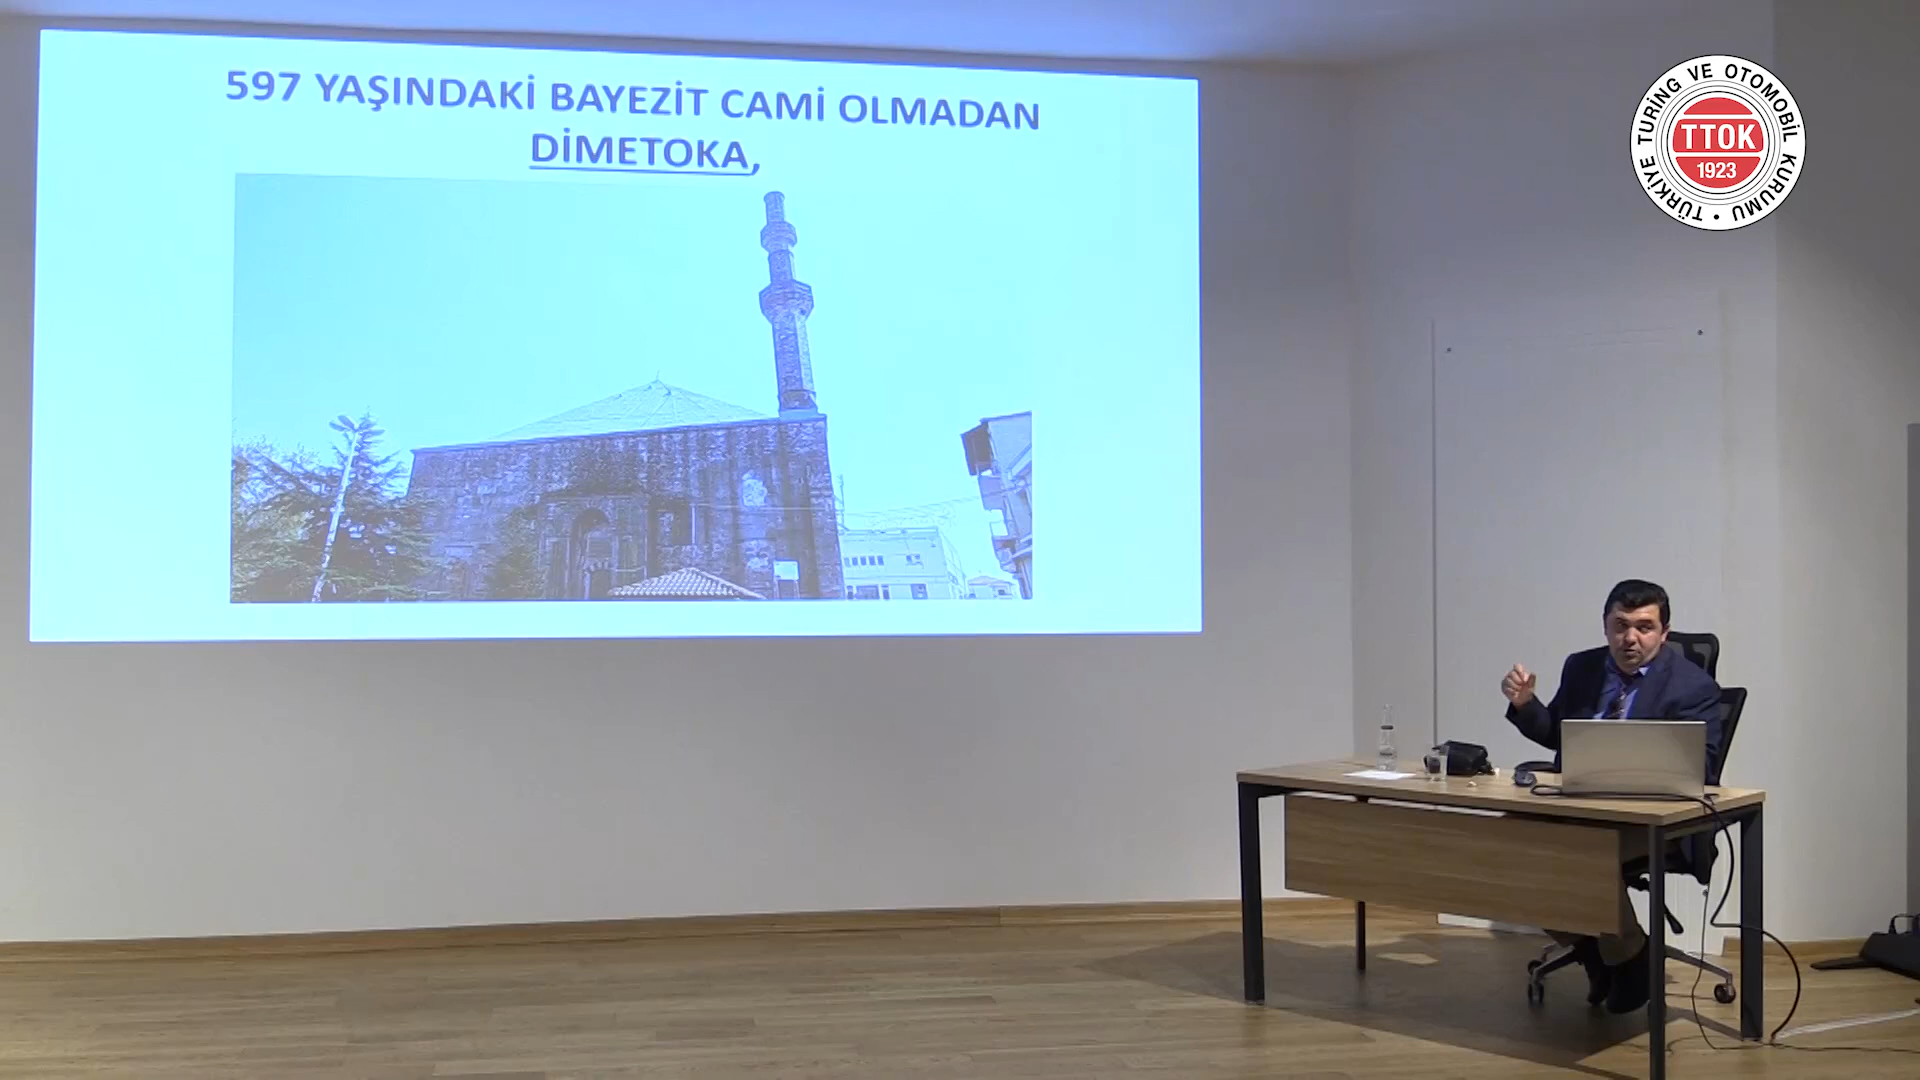 597 YAŞINDAKİ BAYEZİT CAMİ OLMADAN
DİMETOKA,
TÜRKİYE TURİNG VE OTOMOBİL KURUMU •
TTOK
1923